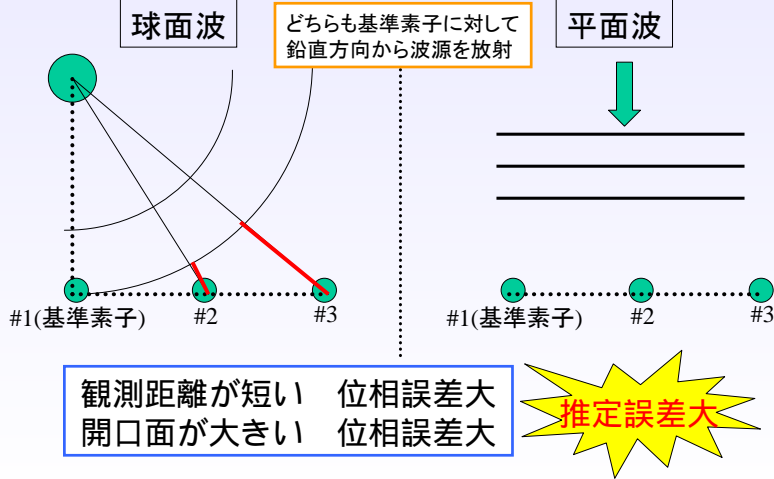 球面波
どちらも基準素子に対して
鉛直方向から波源を放射
平面波
#1(基準素子)
#2
#3
#1(基準素子)
#2
#3
観測距離が短い　位相誤差大
開口面が大きい　位相誤差大
推定誤差大